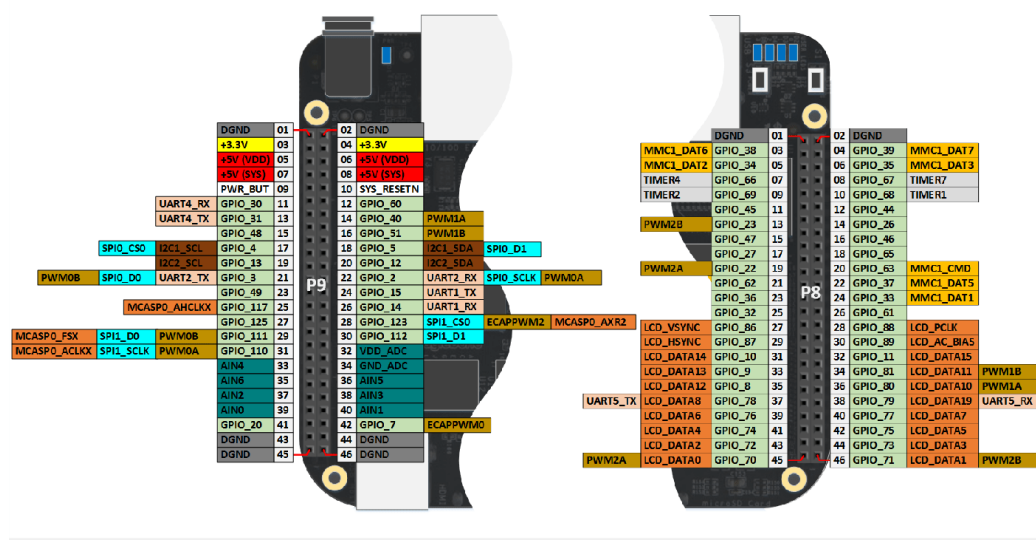 DGND 01 02 DGND
+3.3V 03 04 +3.3V
+5V (VDD) 05 06 +5V (VDD)
+5V (SYS) 07 08 +5V (SYS)
PWR_BUT 09 10 SYS_RESETN
UART4_RX GPIO_30 11 12 GPIO_60
UART4_TX GPIO_31 13 14 GPIO_40 PWM1A
GPIO_48 15 16 GPIO_51 PWM1B
SPI0_CS0 I2C1_SCL GPIO_4 17 18 GPIO_5 I2C1_SDA SPI0_D1
I2C2_SCL GPIO_13 19 20 GPIO_12 I2C2_SDA
PWM0B SPI0_D0 UART2_TX GPIO_3 21 22 GPIO_2 UART2_RX SPI0_SCLK PWM0A
GPIO_49 23 24 GPIO_15 UART1_TX
MCASP0_AHCLKX GPIO_117 25 26 GPIO_14 UART1_RX
GPIO_125 27 28 GPIO_123 SPI1_CS0 ECAPPWM2 MCASP0_AXR2
MCASP0_FSX SPI1_D0 PWM0B GPIO_111 29 30 GPIO_112 SPI1_D1
MCASP0_ACLKX SPI1_SCLK PWM0A GPIO_110 31 32 VDD_ADC
AIN4 33 34 GND_ADC
AIN6 35 36 AIN5
AIN2 37 38 AIN3
AIN0 39 40 AIN1
GPIO_20 41 42 GPIO_7 ECAPPWM0
DGND 43 44 DGND
DGND 45 46 DGND
P9
DGND 01 02 DGND
MMC1_DAT6 GPIO_38 03 04 GPIO_39 MMC1_DAT7
MMC1_DAT2 GPIO_34 05 06 GPIO_35 MMC1_DAT3
TIMER4 GPIO_66 07 08 GPIO_67 TIMER7
TIMER2 GPIO_69 09 10 GPIO_68 TIMER1
GPIO_45 11 12 GPIO_44
PWM2B GPIO_23 13 14 GPIO_26
GPIO_47 15 16 GPIO_46
GPIO_27 17 18 GPIO_65
PWM2A GPIO_22 19 20 GPIO_63 MMC1_CMD
GPIO_62 21 22 GPIO_37 MMC1_DAT5
GPIO_36 23 24 GPIO_33 MMC1_DAT1
GPIO_32 25 26 GPIO_61
LCD_VSYNC GPIO_86 27 28 GPIO_88 LCD_PCLK
LCD_HSYNC GPIO_87 29 30 GPIO_89 LCD_AC_BIAS
LCD_DATA14 GPIO_10 31 32 GPIO_11 LCD_DATA15
LCD_DATA13 GPIO_9 33 34 GPIO_81 LCD_DATA11 PWM1B
LCD_DATA12 GPIO_8 35 36 GPIO_80 LCD_DATA10 PWM1A
UART5_TX LCD_DATA8 GPIO_78 37 38 GPIO_79 LCD_DATA19 UART5_RX
LCD_DATA6 GPIO_76 39 40 GPIO_77 LCD_DATA7
LCD_DATA4 GPIO_74 41 42 GPIO_75 LCD_DATA5
LCD_DATA2 GPIO_72 43 44 GPIO_73 LCD_DATA3
PWM2A LCD_DATA0 GPIO_70 45 46 GPIO_71 LCD_DATA1 PWM2B
P8